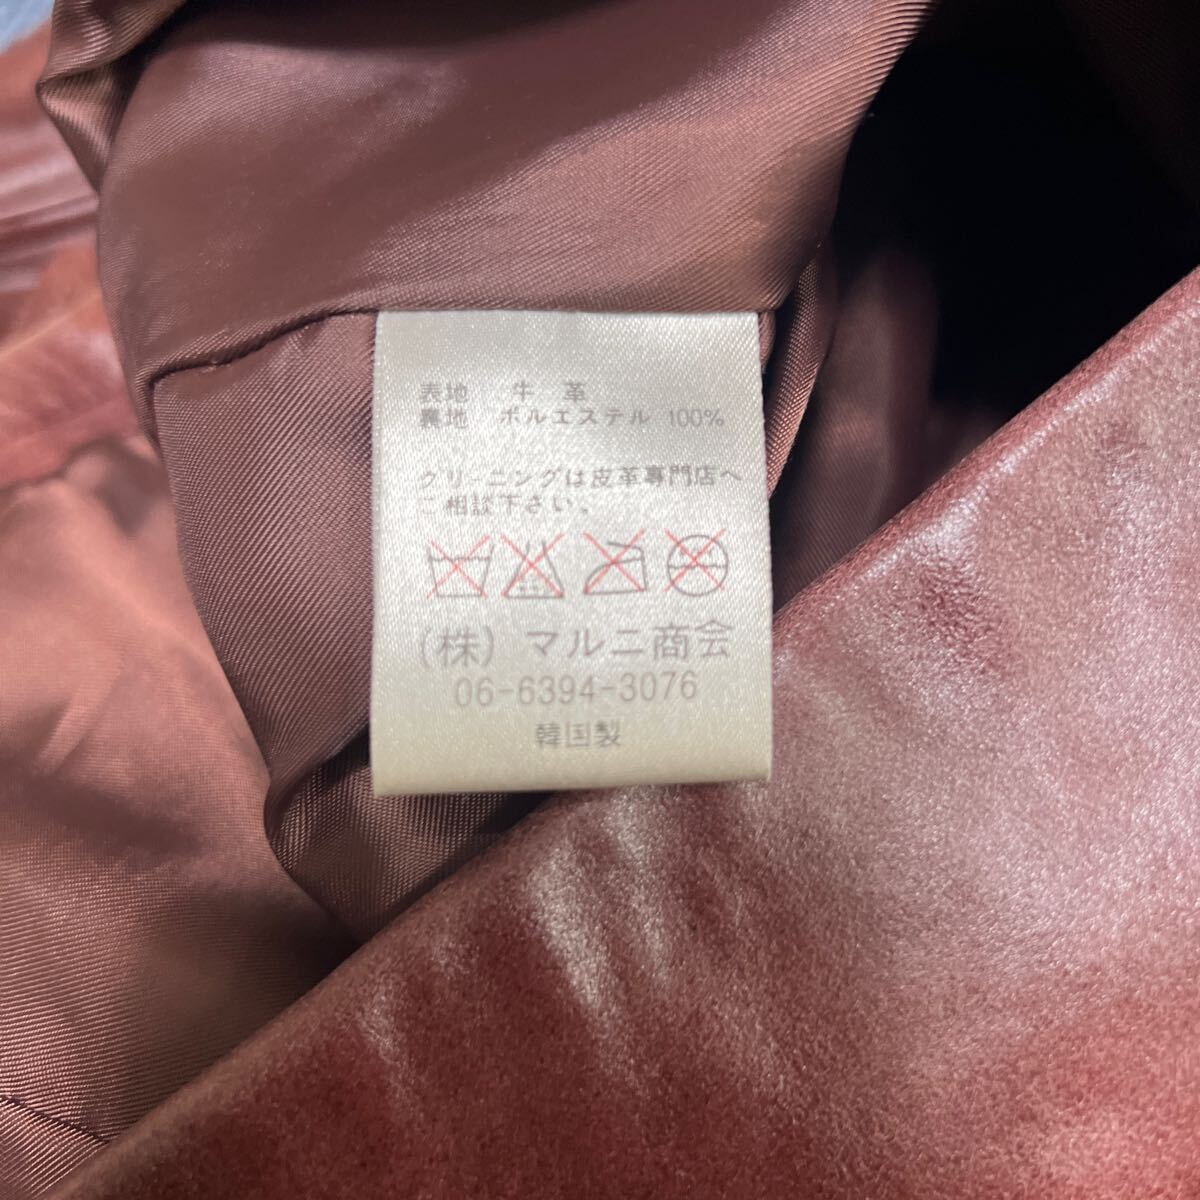 表地 牛革
裏地 ポルエステル 100%
クリーニングは皮革専門店へ
ご相談下さい。
(株) マルニ商会
06-6394-3076
韓国製